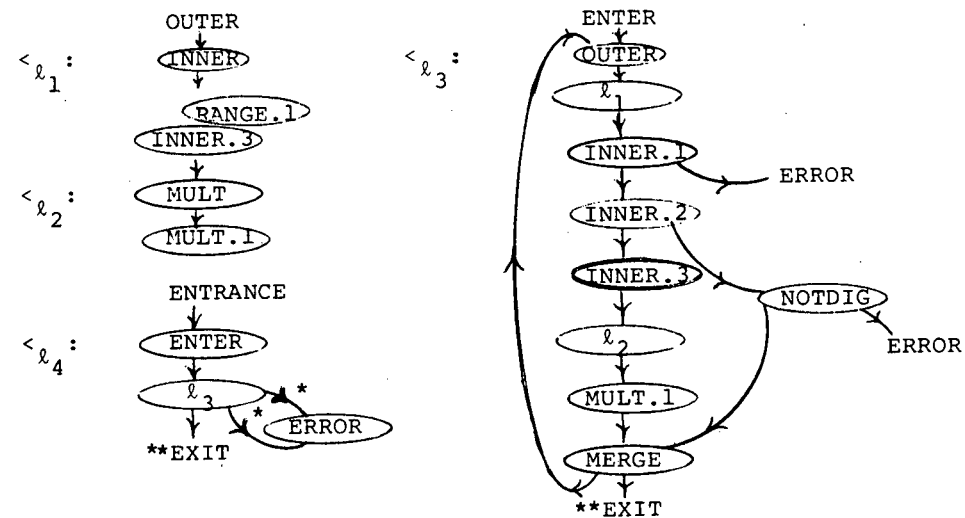 OUTER
<ℓ1:
INNER
RANGE.1
INNER.3
<ℓ2:
MULT
MULT.1
ENTRANCE
<ℓ4:
ENTER
ℓ3
*
*
ERROR
**EXIT
ENTER
<ℓ3:
OUTER
ℓ1
INNER.1
ERROR
INNER.2
INNER.3
NOTDIG
ERROR
ℓ2
MULT.1
MERGE
**EXIT